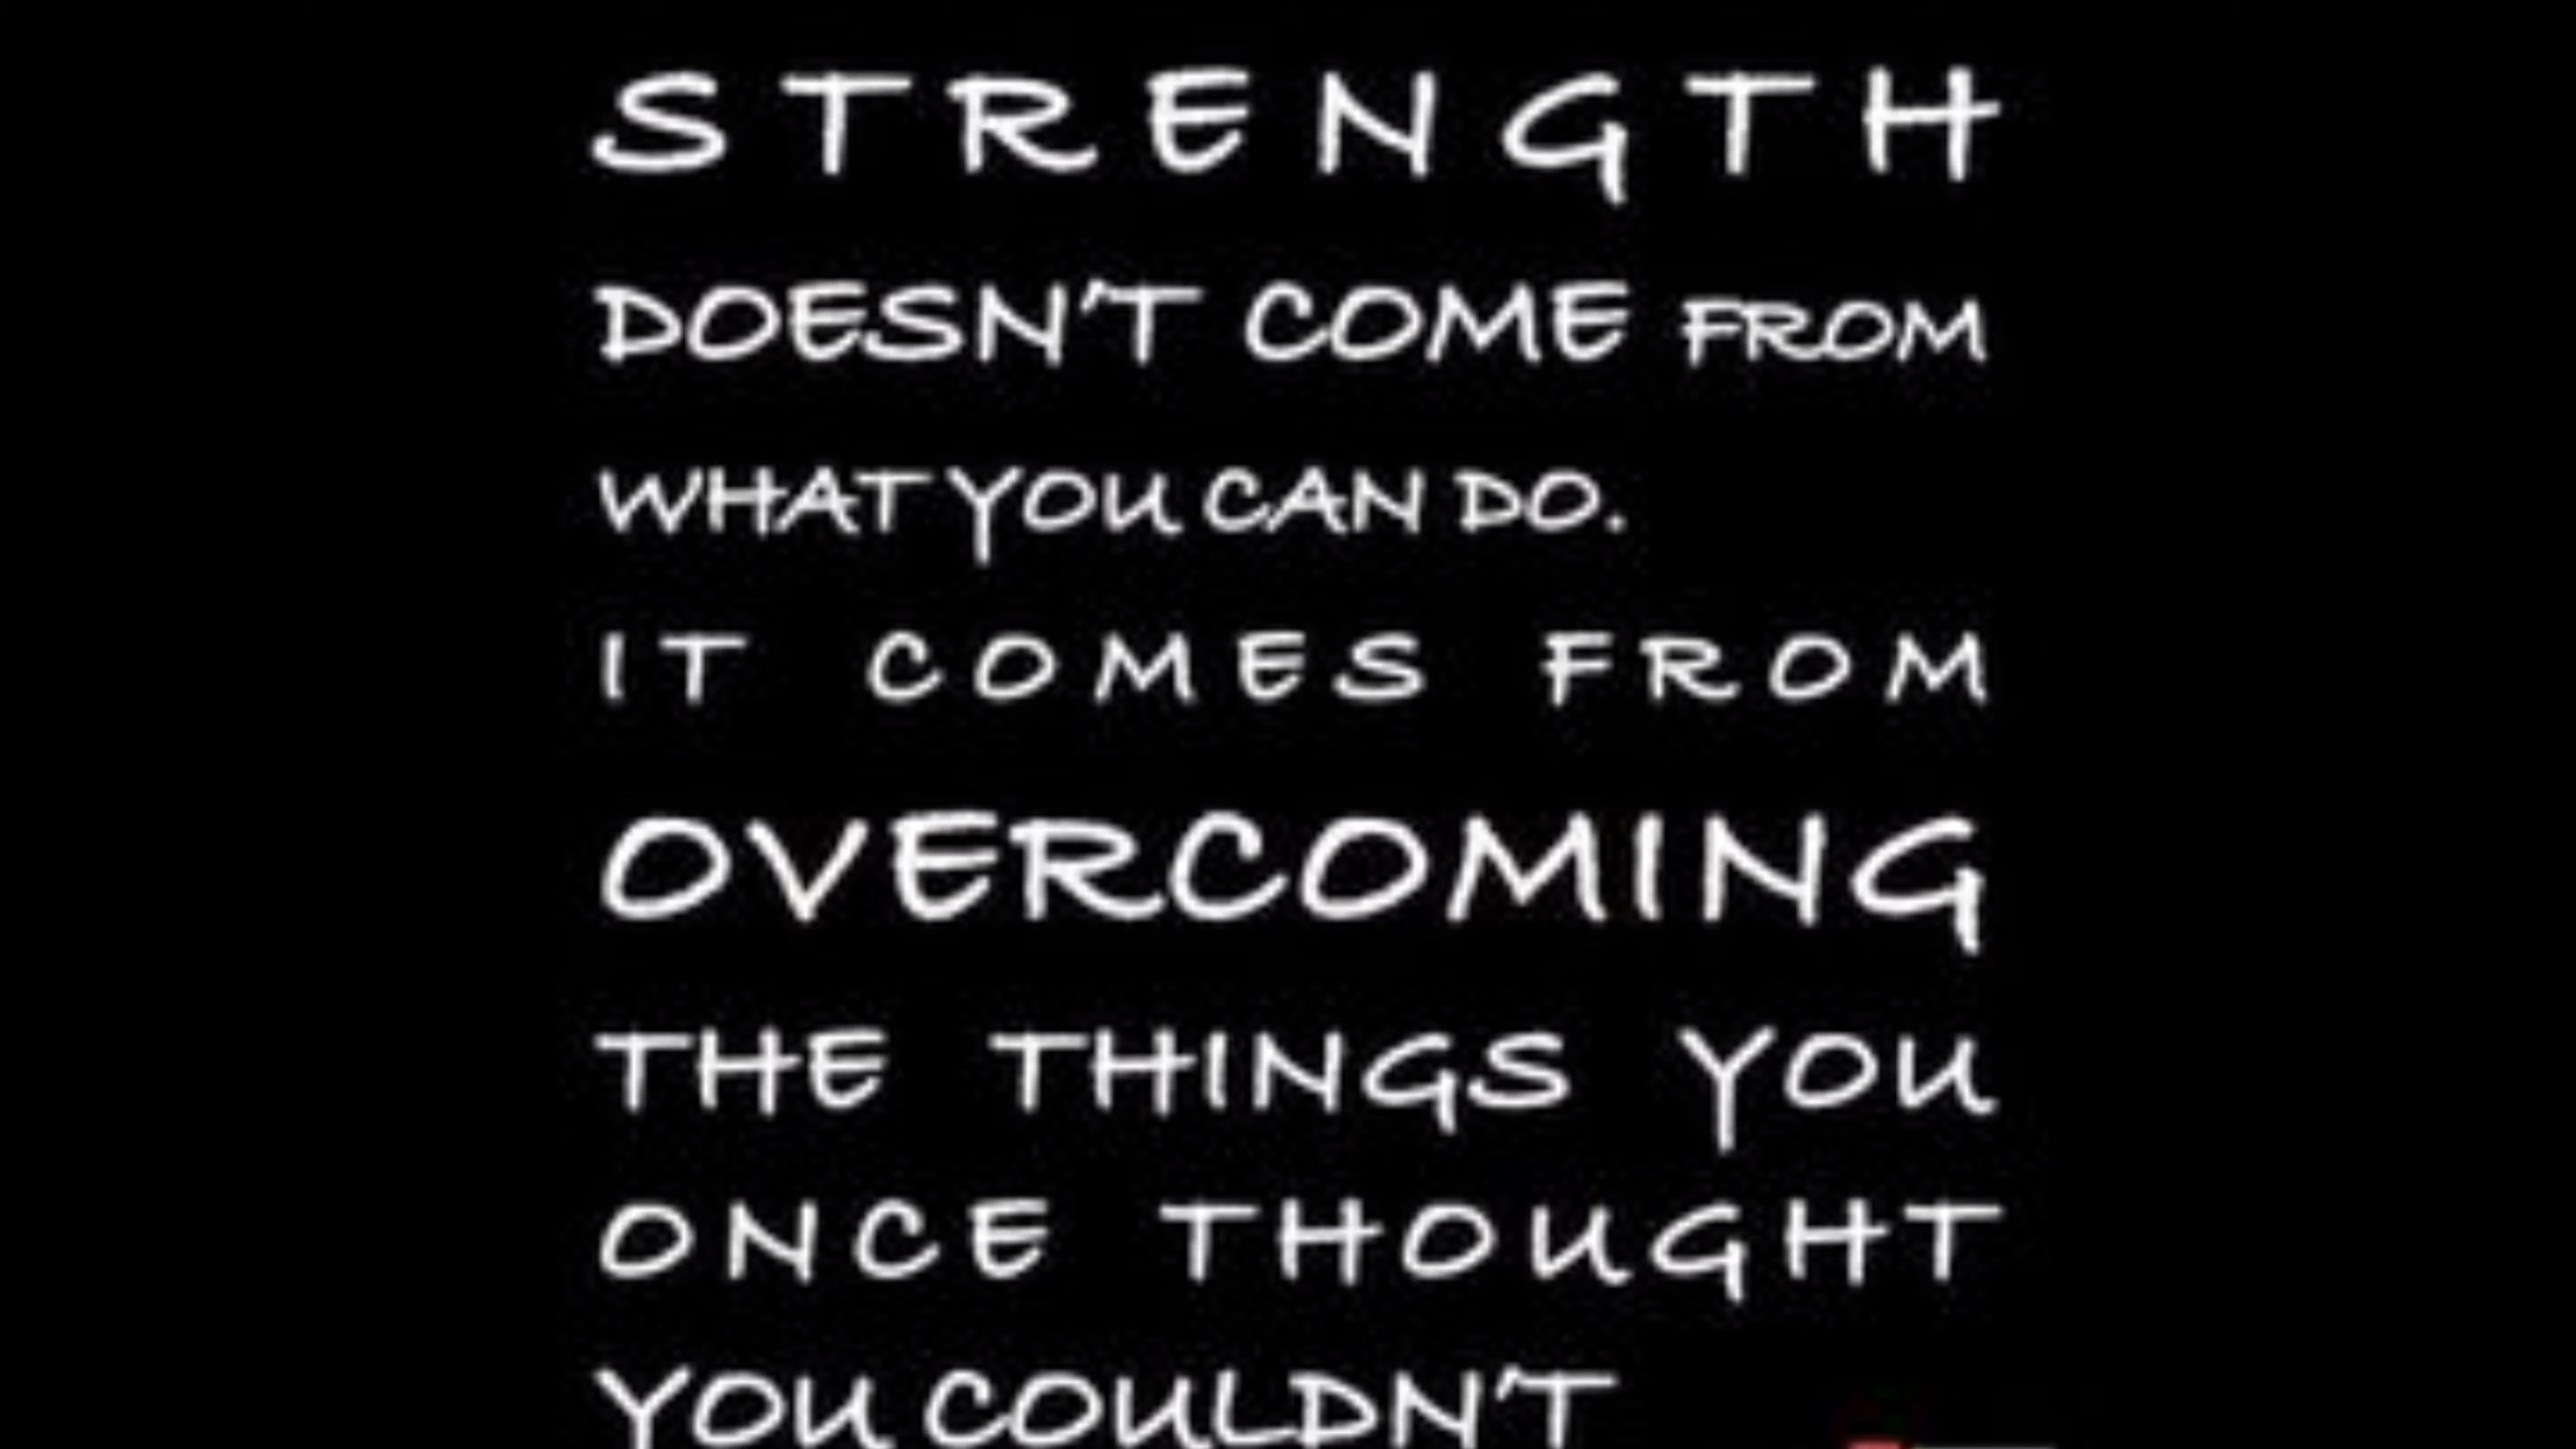 STRENGTH
DOESN'T COME FROM
WHAT YOU CAN DO.
IT COMES FROM
OVERCOMING
THE THINGS YOU
ONCE THOUGHT
YOU COULDN'T